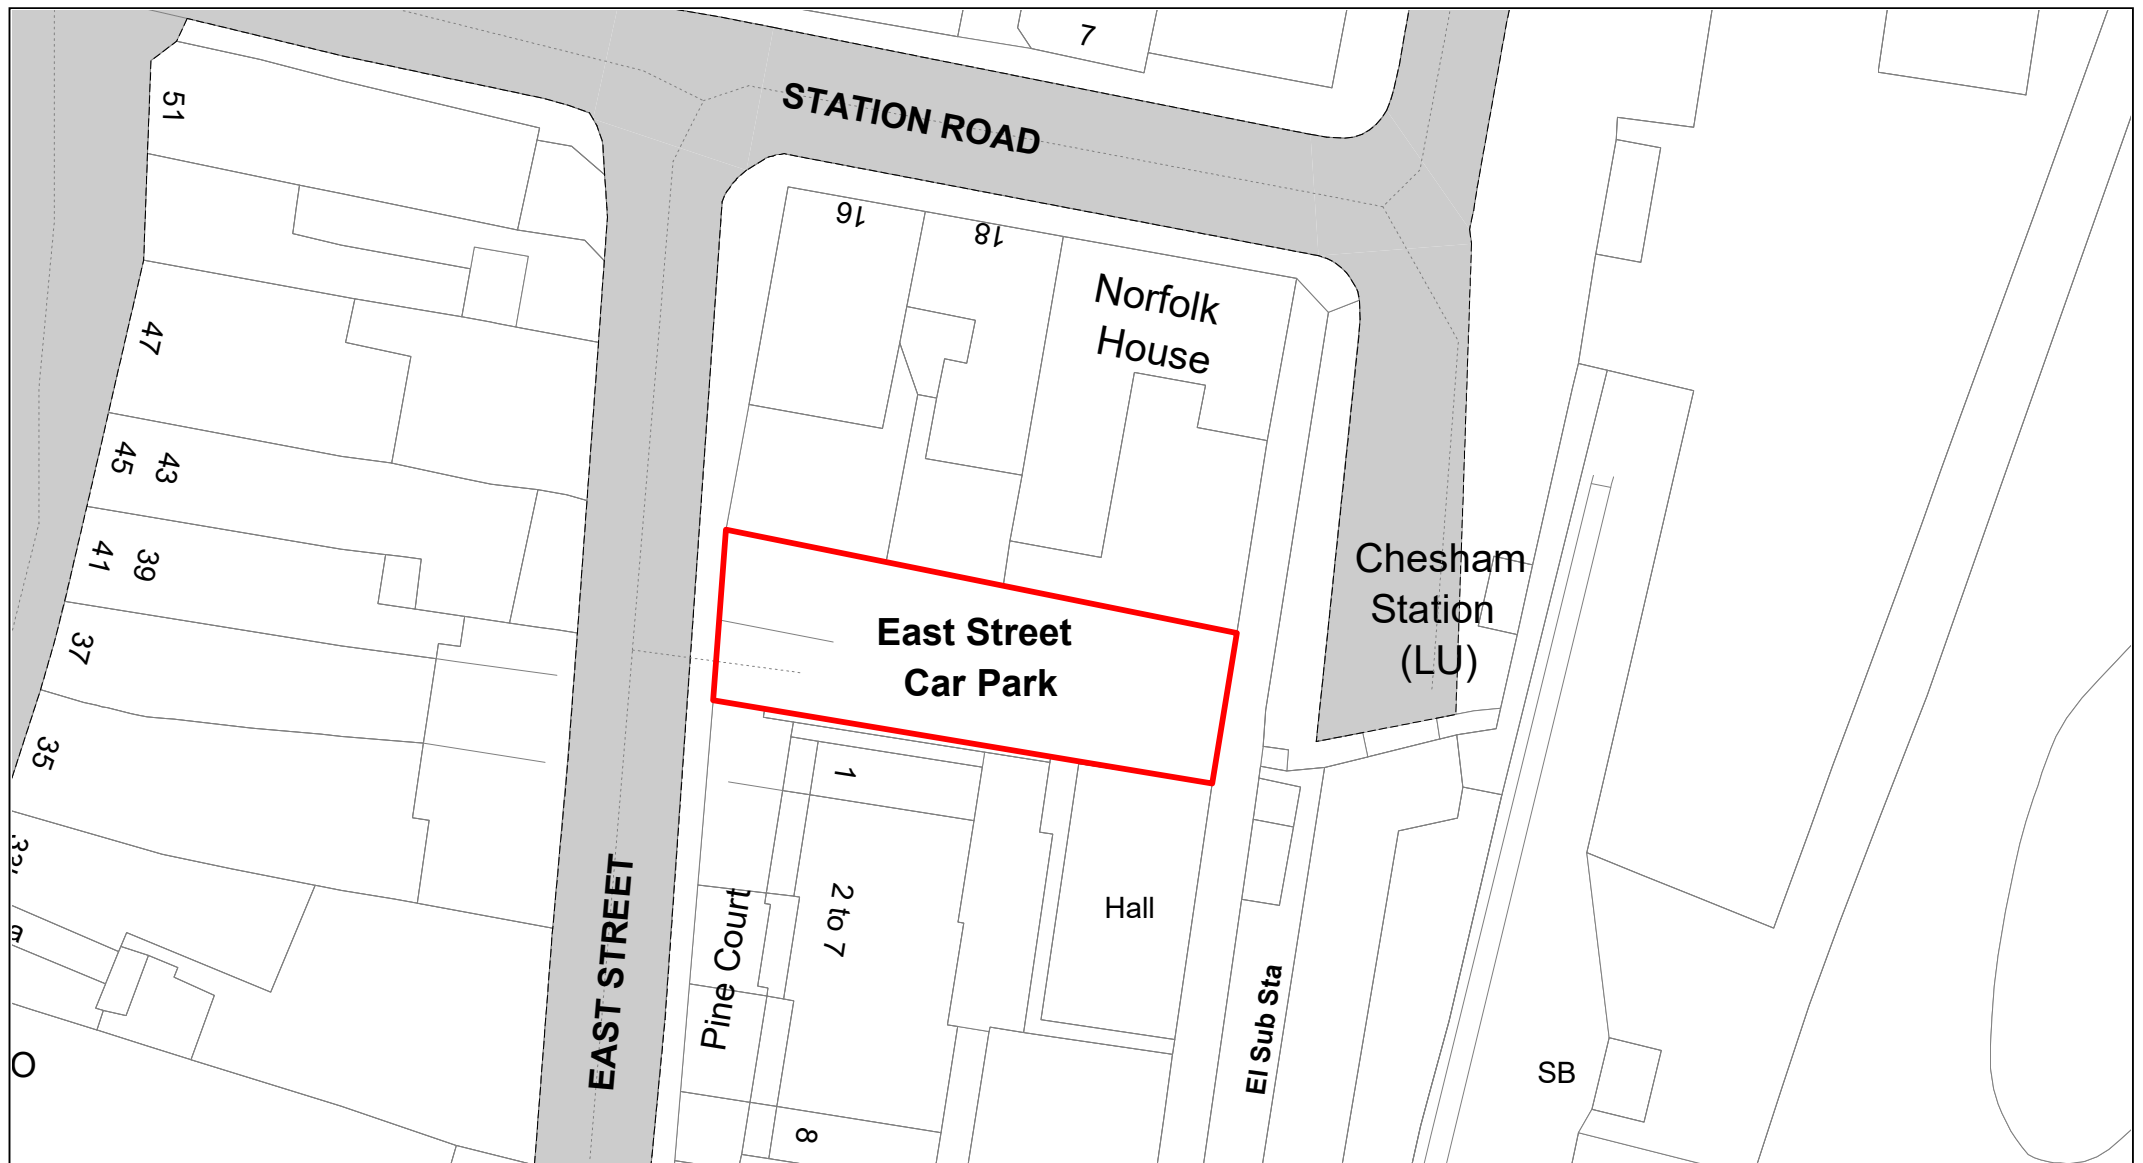 7
51
STATION ROAD
16
18
Norfolk
House
47
45
43
41
39
Chesham
Station
(LU)
East Street
Car Park
37
35
1
2 to 7
Hall
Pine Court
EAST STREET
El Sub Sta
a
O
SB
8